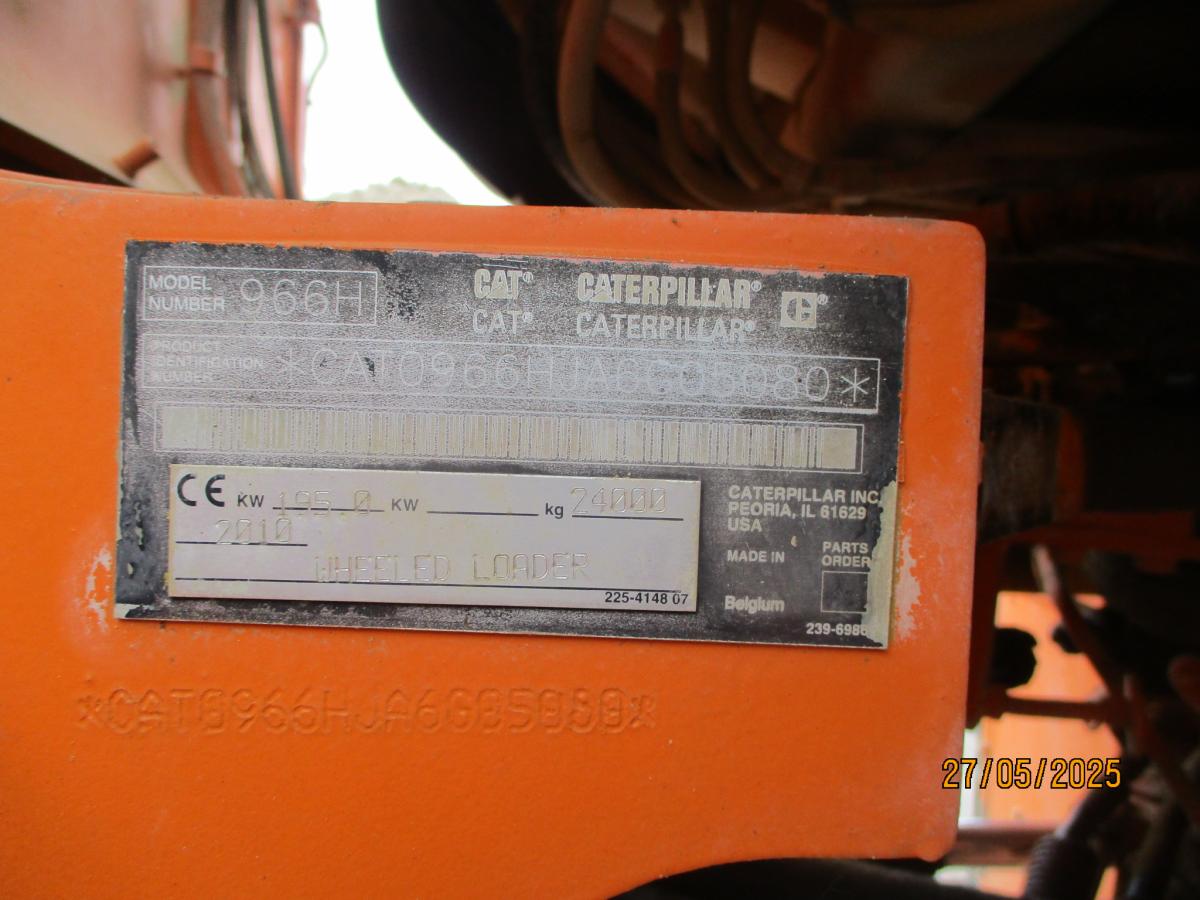 MODEL NUMBER 966H
CAT® CATERPILLAR®
CAT® CATERPILLAR®
PRODUCT IDENTIFICATION NUMBER *CAT0966HJA6G05080*
CE KW 195.0 KW kg 24000
2010
WHEELED LOADER
225-4148 07
CATERPILLAR INC.
PEORIA, IL 61629
USA
MADE IN
PARTS ORDER
Belgium
239-6986
*CAT0966HJA6G05080*
27/05/2025